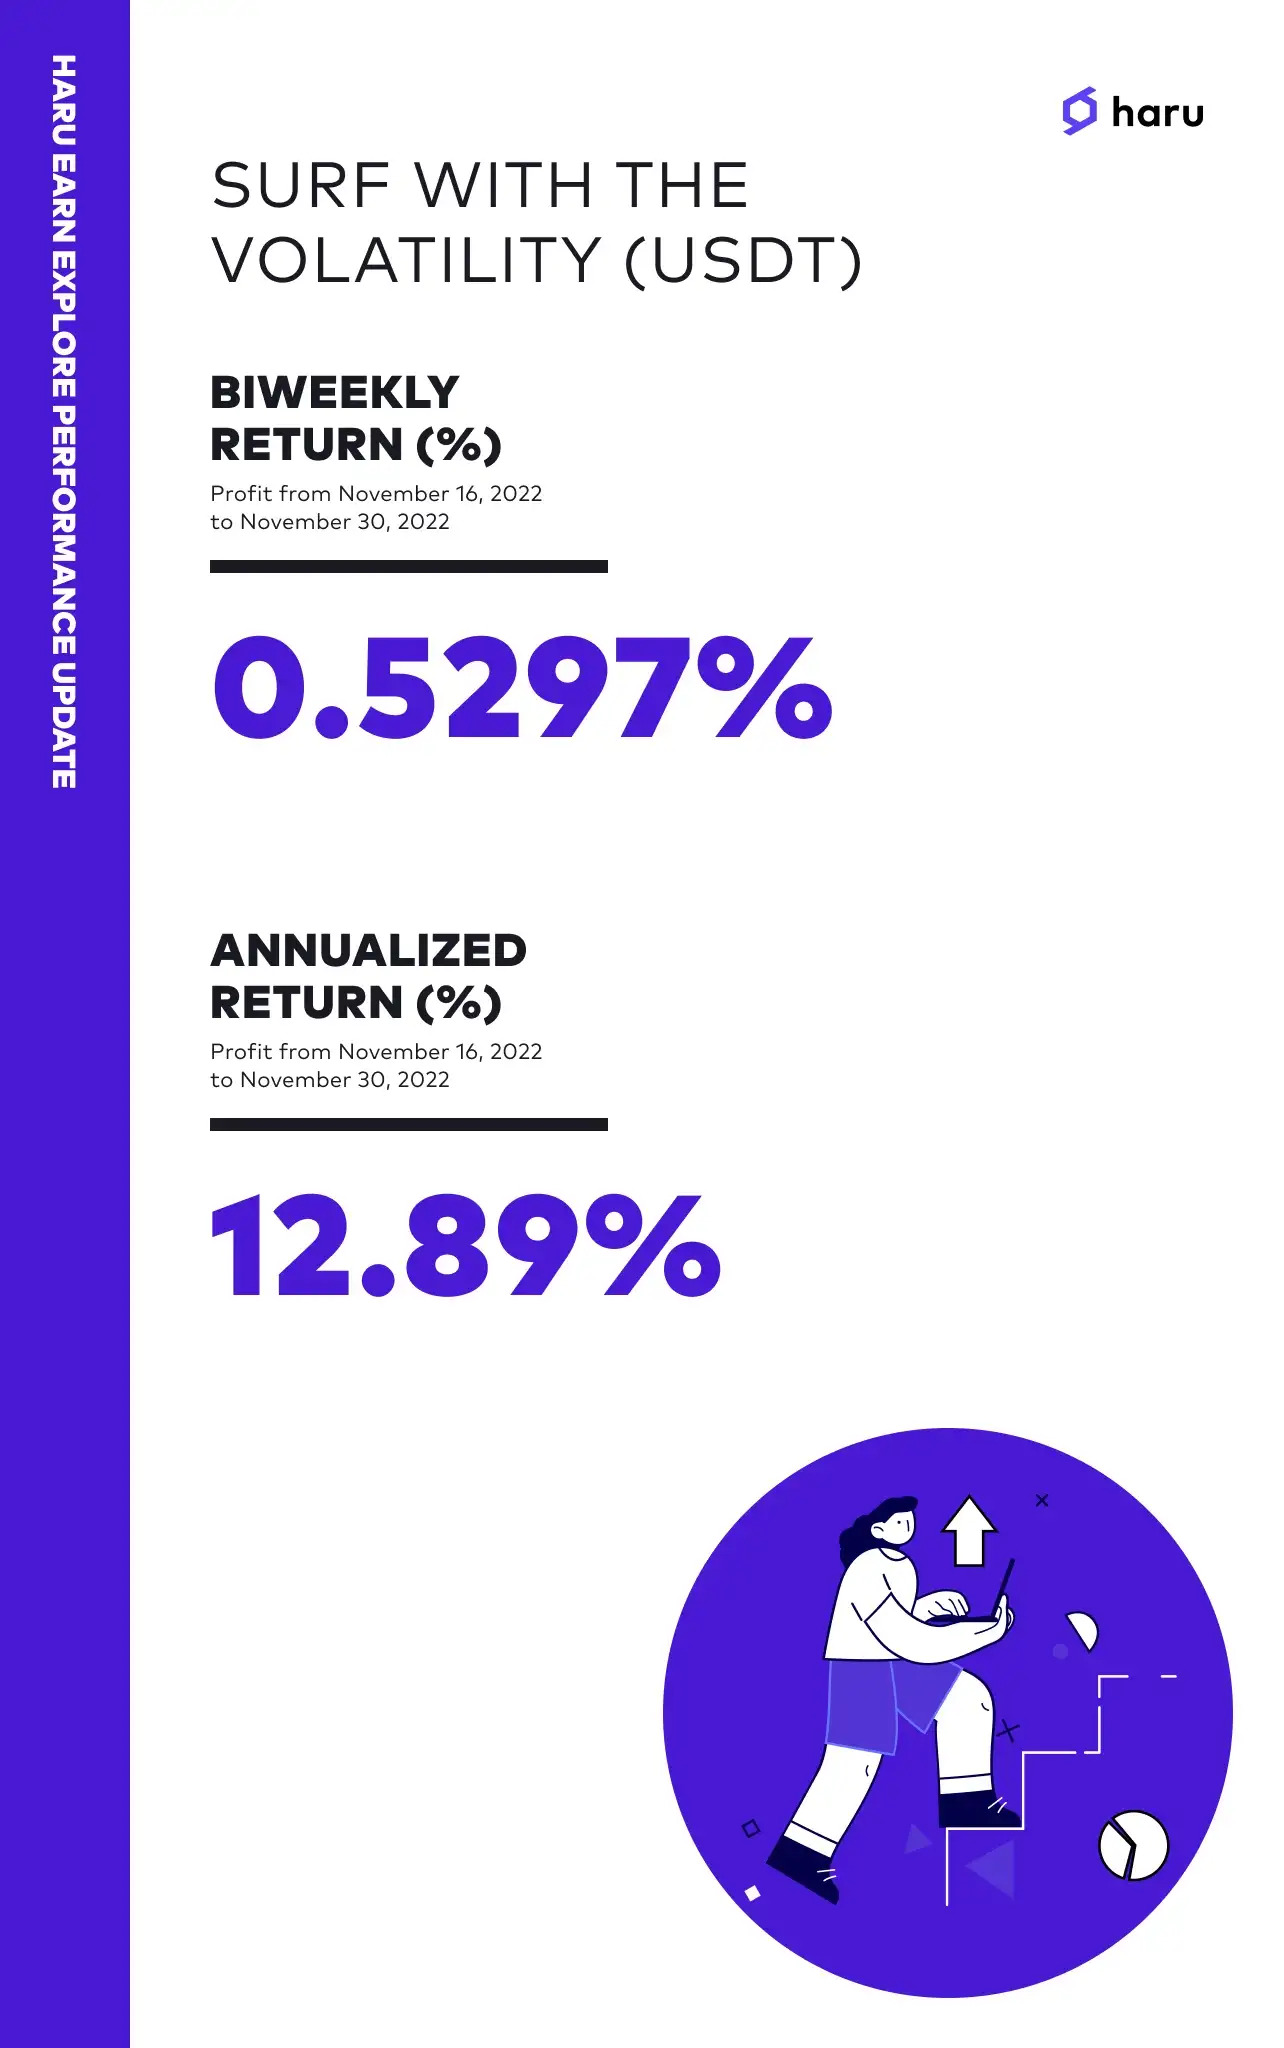 HARU EARN EXPLORE PERFORMANCE UPDATE
haru
SURF WITH THE
VOLATILITY (USDT)
BIWEEKLY
RETURN (%)
Profit from November 16, 2022
to November 30, 2022
0.5297%
ANNUALIZED
RETURN (%)
Profit from November 16, 2022
to November 30, 2022
12.89%